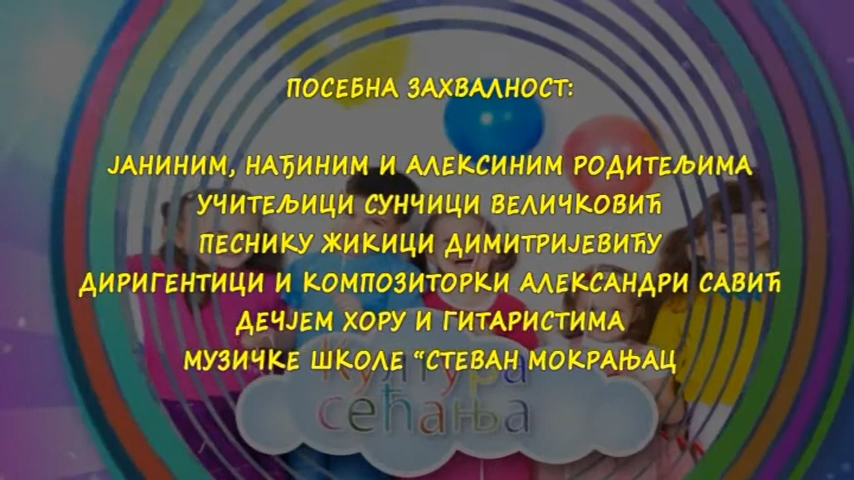 ПОСЕБНА ЗАХВАЛНОСТ:
ЈАНИНИМ, НАЂИНИМ И АЛЕКСИНИМ РОДИТЕЉИМА
УЧИТЕЉИЦИ СУНЧИЦИ ВЕЛИЧКОВИЋ
ПЕСНИКУ ЖИКИЦИ ДИМИТРИЈЕВИЋУ
ДИРИГЕНТИЦИ И КОМПОЗИТОРКИ АЛЕКСАНДРИ САВИЋ
ДЕЧЈЕМ ХОРУ И ГИТАРИСТИМА
МУЗИЧКЕ ШКОЛЕ “СТЕВАН МОКРАЊАЦ
Култура
сећања